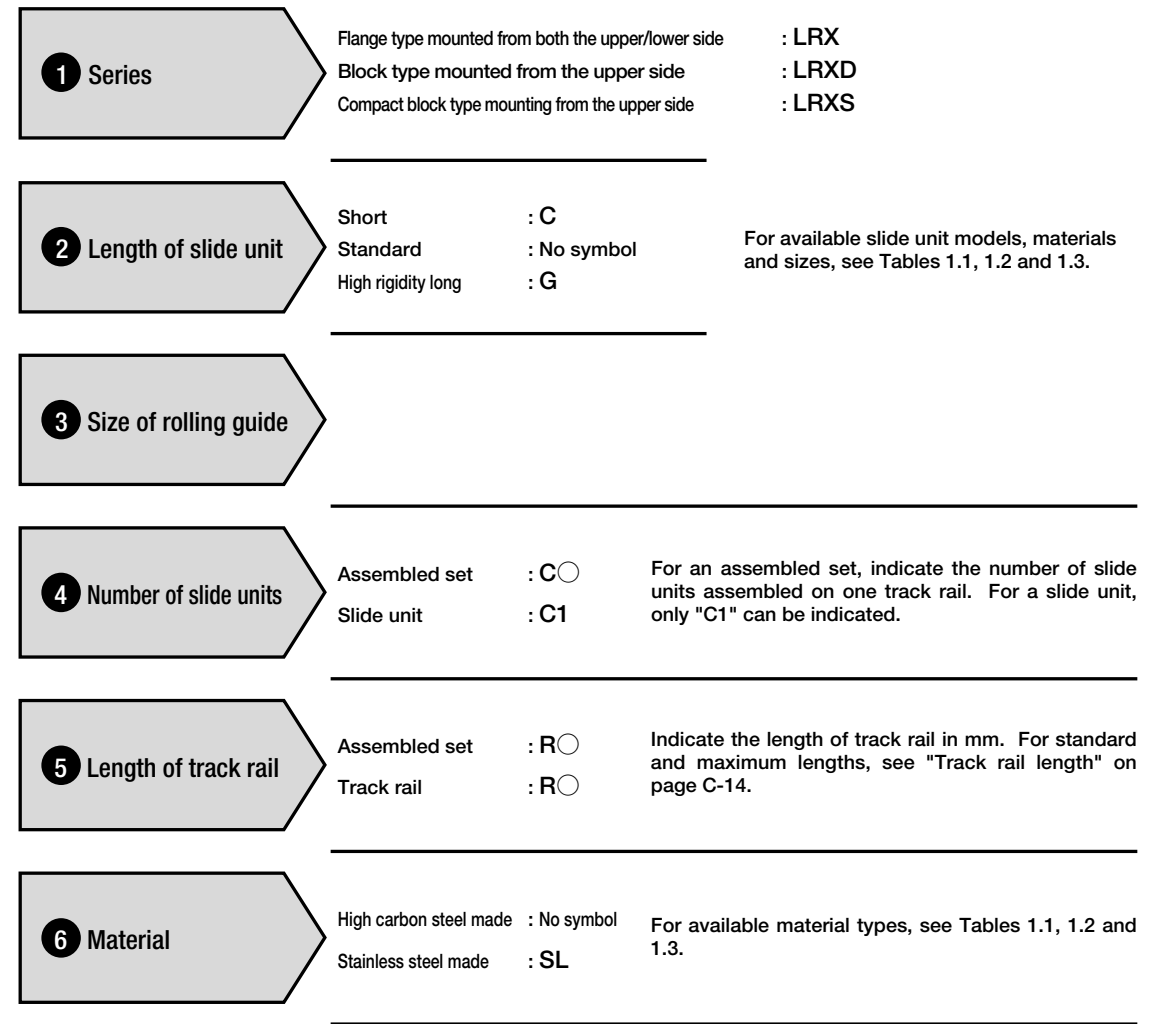 1 Series
Flange type mounted from both the upper/lower side : LRX
Block type mounted from the upper side : LRXD
Compact block type mounting from the upper side : LRXS
2 Length of slide unit
Short : C
Standard : No symbol
High rigidity long : G
For available slide unit models, materials
and sizes, see Tables 1.1, 1.2 and 1.3.
3 Size of rolling guide
4 Number of slide units
Assembled set : C○
Slide unit : C1
For an assembled set, indicate the number of slide
units assembled on one track rail. For a slide unit,
only "C1" can be indicated.
5 Length of track rail
Assembled set : R○
Track rail : R○
Indicate the length of track rail in mm. For standard
and maximum lengths, see "Track rail length" on
page C-14.
6 Material
High carbon steel made : No symbol
Stainless steel made : SL
For available material types, see Tables 1.1, 1.2 and
1.3.